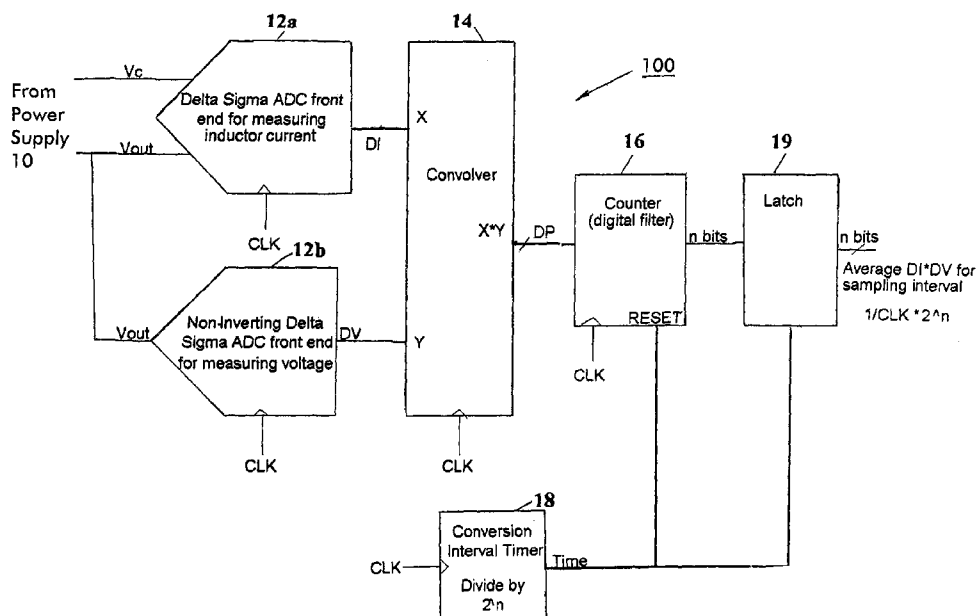 12a
14
100
From
Power
Supply
10
Vc
Vout
Delta Sigma ADC front
end for measuring
inductor current
DI
CLK
X
Convolver
X*Y
Y
DP
16
Counter
(digital filter)
RESET
CLK
n bits
19
Latch
n bits
Average DI*DV for
sampling interval
1/CLK *2^n
12b
Vout
Non-Inverting Delta
Sigma ADC front end
for measuring voltage
DV
CLK
CLK
18
CLK
Conversion
Interval Timer
Divide by
2^n
Time